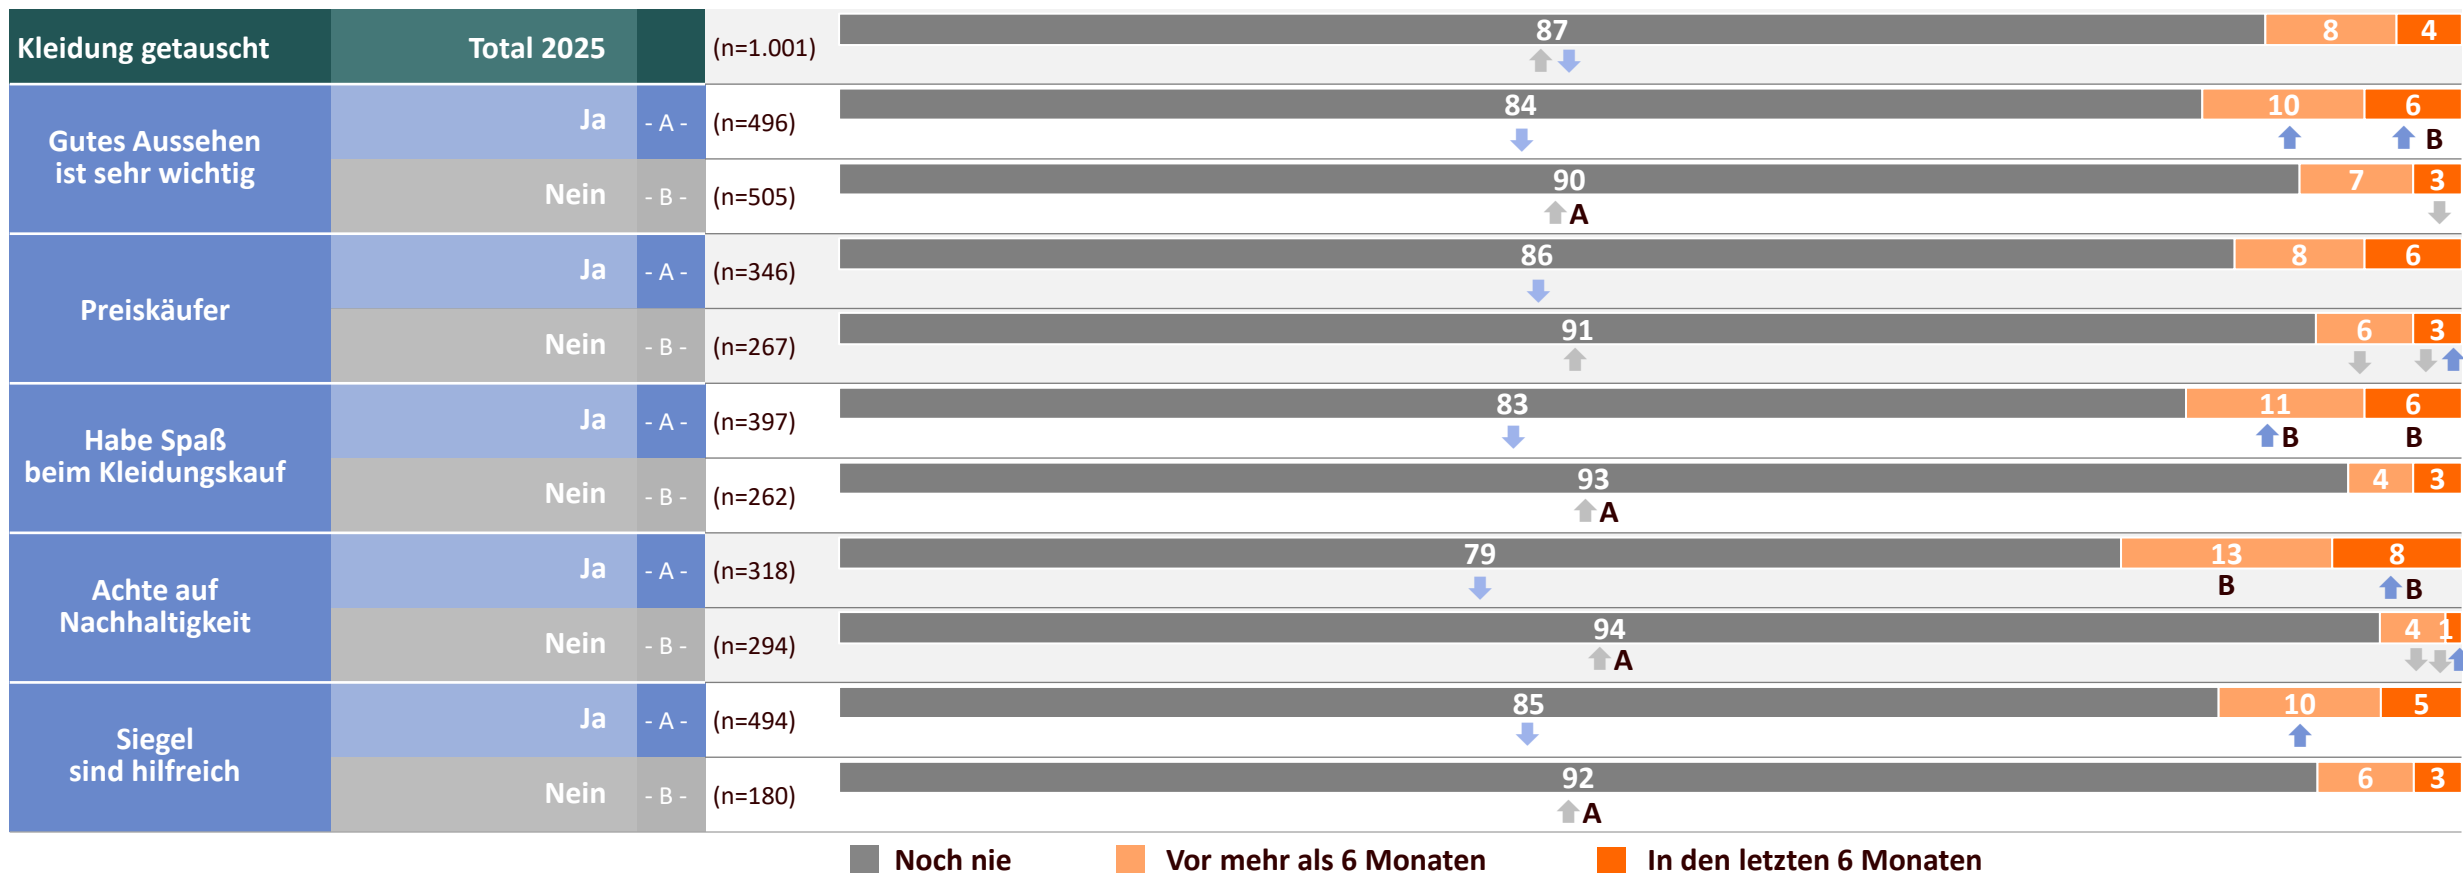 Kleidung getauscht Total 2025 (n=1.001) 87 8 4
Gutes Aussehen
ist sehr wichtig
Ja - A - (n=496) 84 10 6
B
Nein - B - (n=505) 90 7 3
A
Preiskäufer
Ja - A - (n=346) 86 8 6
Nein - B - (n=267) 91 6 3
Habe Spaß
beim Kleidungskauf
Ja - A - (n=397) 83 11 6
B B
Nein - B - (n=262) 93 4 3
A
Achte auf
Nachhaltigkeit
Ja - A - (n=318) 79 13 8
B B
Nein - B - (n=294) 94 4 1
A
Siegel
sind hilfreich
Ja - A - (n=494) 85 10 5
Nein - B - (n=180) 92 6 3
A
Noch nie Vor mehr als 6 Monaten In den letzten 6 Monaten